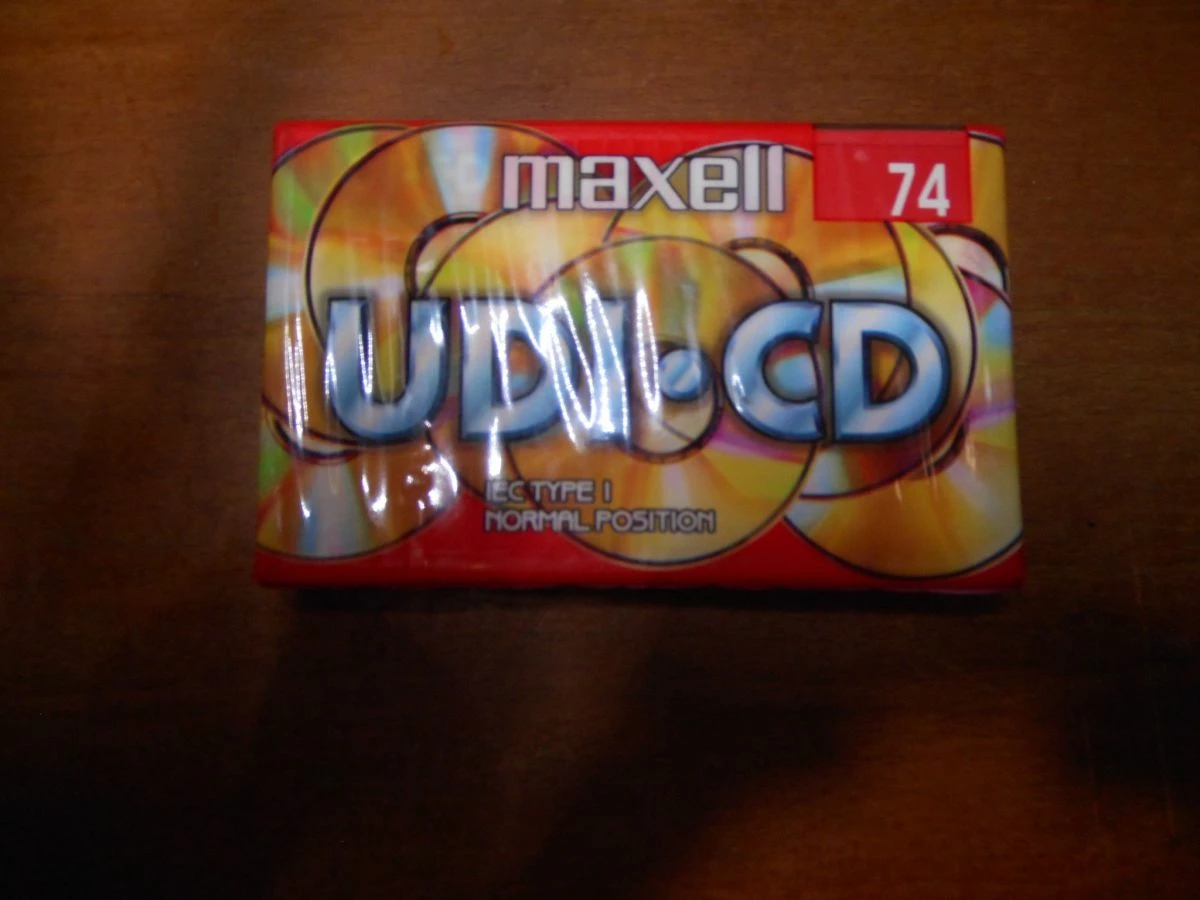 maxell
74
UDI•CD
IEC TYPE I
NORMAL POSITION